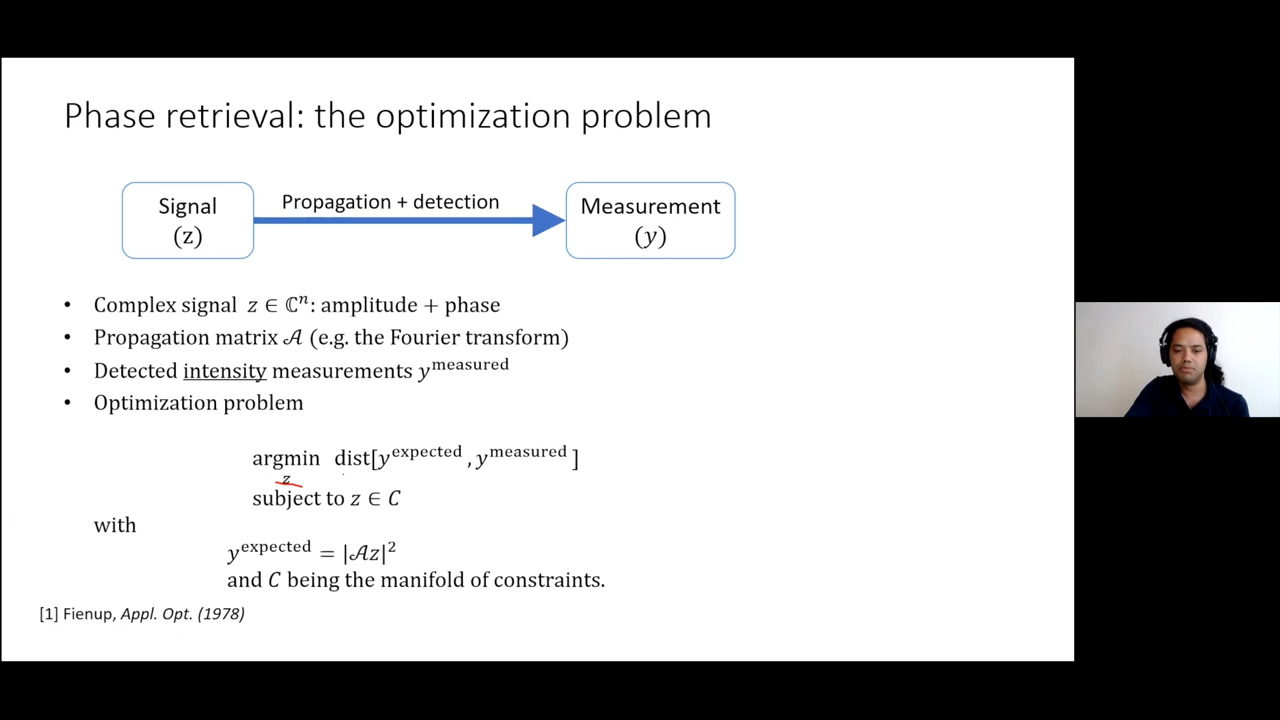 Phase retrieval: the optimization problem
Signal
(z)
Propagation + detection
Measurement
(y)
• Complex signal z ∈ ℂⁿ: amplitude + phase
• Propagation matrix 𝒜 (e.g. the Fourier transform)
• Detected intensity measurements y^measured
• Optimization problem
argmin dist[y^expected , y^measured ]
z
subject to z ∈ C
with
y^expected = |𝒜z|²
and C being the manifold of constraints.
[1] Fienup, Appl. Opt. (1978)